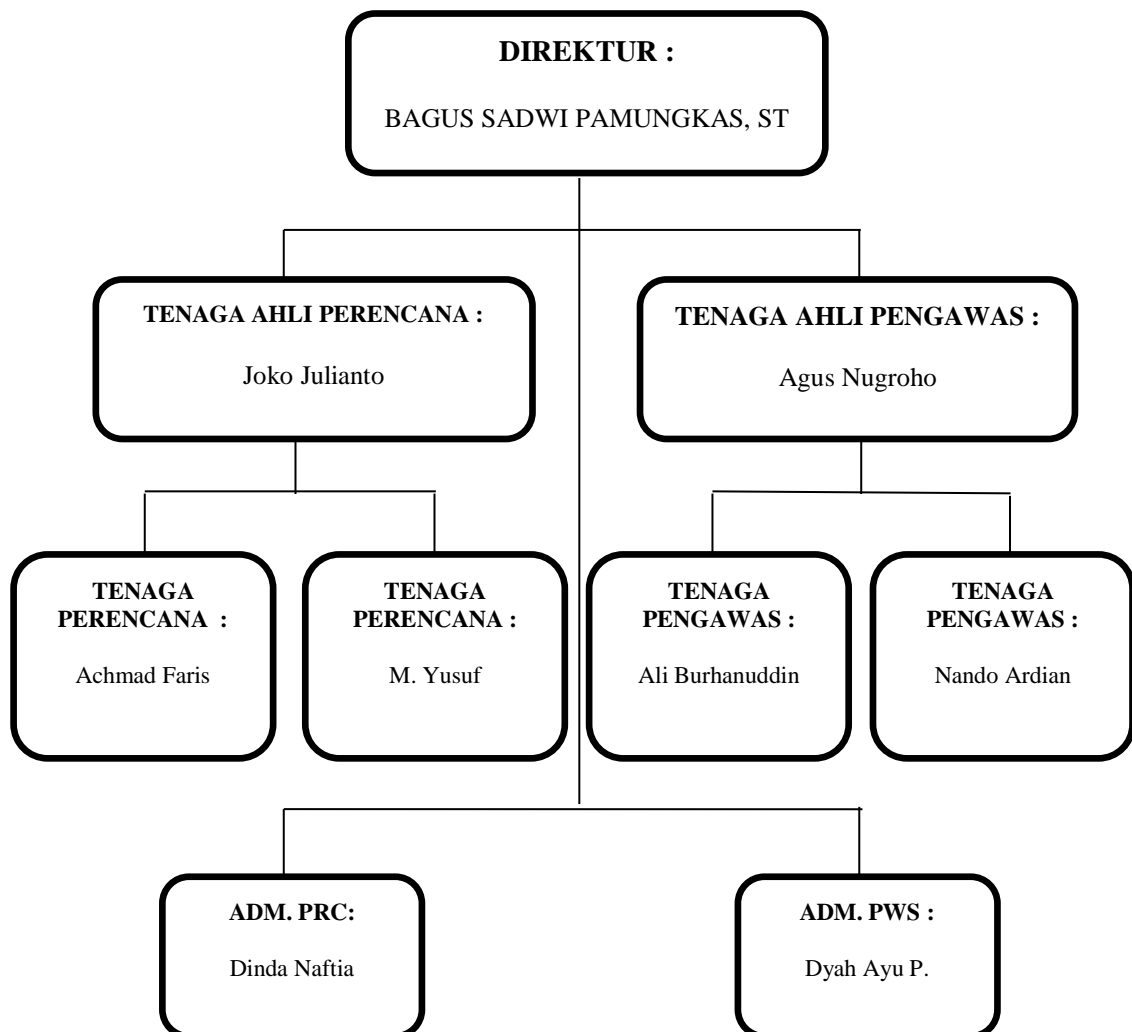 DIREKTUR :
BAGUS SADWI PAMUNGKAS, ST
TENAGA AHLI PERENCANA :
Joko Julianto
TENAGA AHLI PENGAWAS :
Agus Nugroho
TENAGA
PERENCANA :
Achmad Faris
TENAGA
PERENCANA :
M. Yusuf
TENAGA
PENGAWAS :
Ali Burhanuddin
TENAGA
PENGAWAS :
Nando Ardian
ADM. PRC:
Dinda Naftia
ADM. PWS :
Dyah Ayu P.